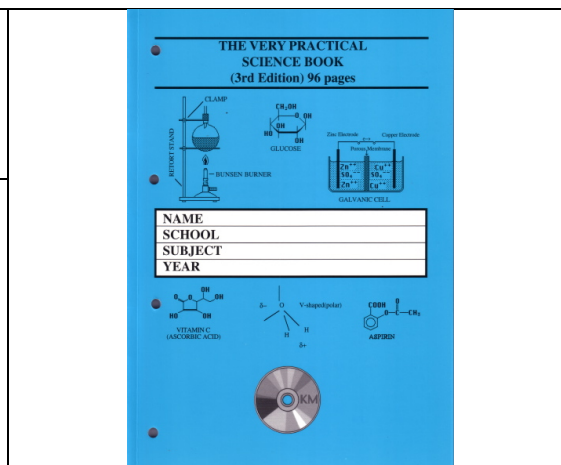 THE VERY PRACTICAL
SCIENCE BOOK
(3rd Edition) 96 pages
CLAMP
RETORT STAND
BUNSEN BURNER
CH₂OH
O
OH
OH
HO
OH
GLUCOSE
Zinc Electrode
Copper Electrode
Porous Membrane
Zn⁺⁺
Cu⁺⁺
SO₄⁻⁻
SO₄⁻⁻
Zn⁺⁺
Cu⁺⁺
GALVANIC CELL
NAME
SCHOOL
SUBJECT
YEAR
OH
O
O
OH
HO
OH
VITAMIN C
(ASCORBIC ACID)
δ−
O
V-shaped(polar)
H
H
δ+
COOH
O
O-C-CH₃
ASPIRIN
KM